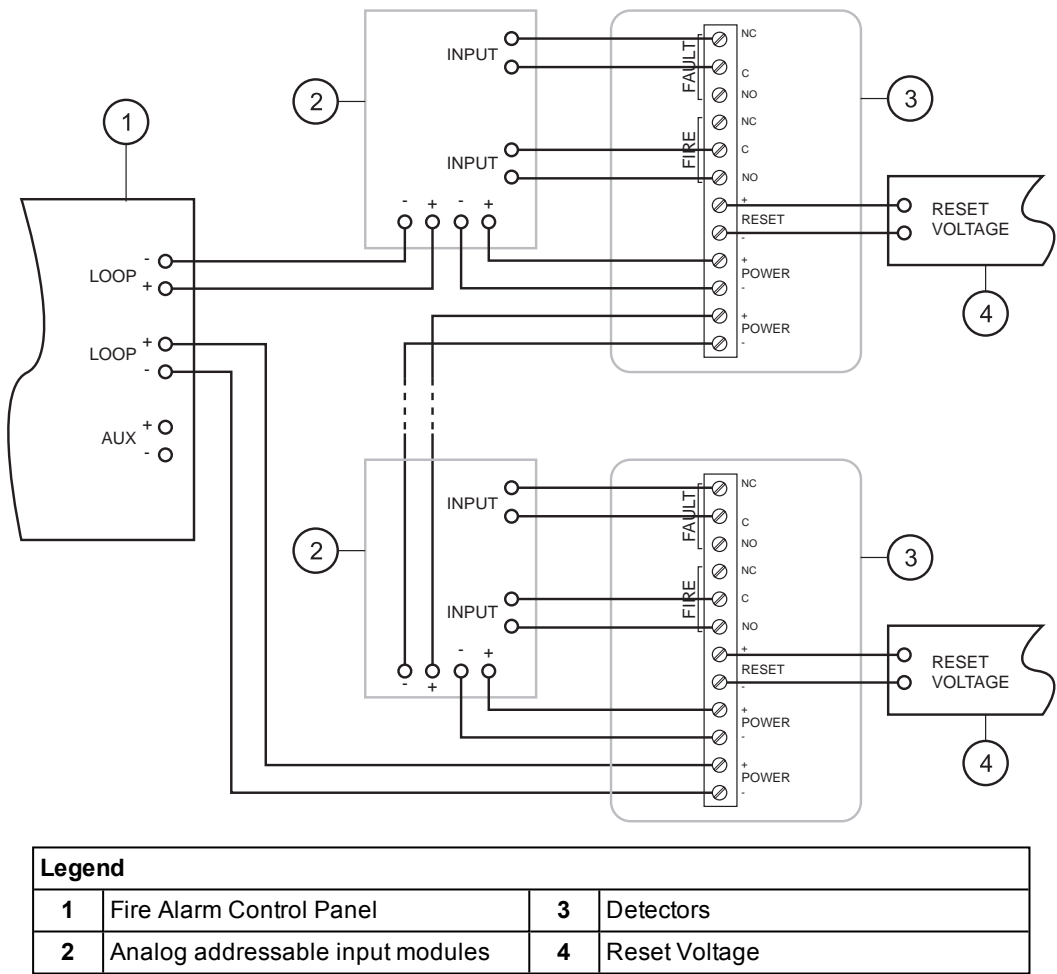 1
LOOP
-
+
LOOP
+
-
AUX
+
-
2
INPUT
INPUT
-
+
-
+
3
FAULT
NC
C
NO
FIRE
NC
C
NO
+
RESET
-
+
POWER
-
+
POWER
-
RESET
VOLTAGE
4
2
INPUT
INPUT
-
+
-
+
3
FAULT
NC
C
NO
FIRE
NC
C
NO
+
RESET
-
+
POWER
-
+
POWER
-
RESET
VOLTAGE
4
Legend
1 Fire Alarm Control Panel 3 Detectors
2 Analog addressable input modules 4 Reset Voltage